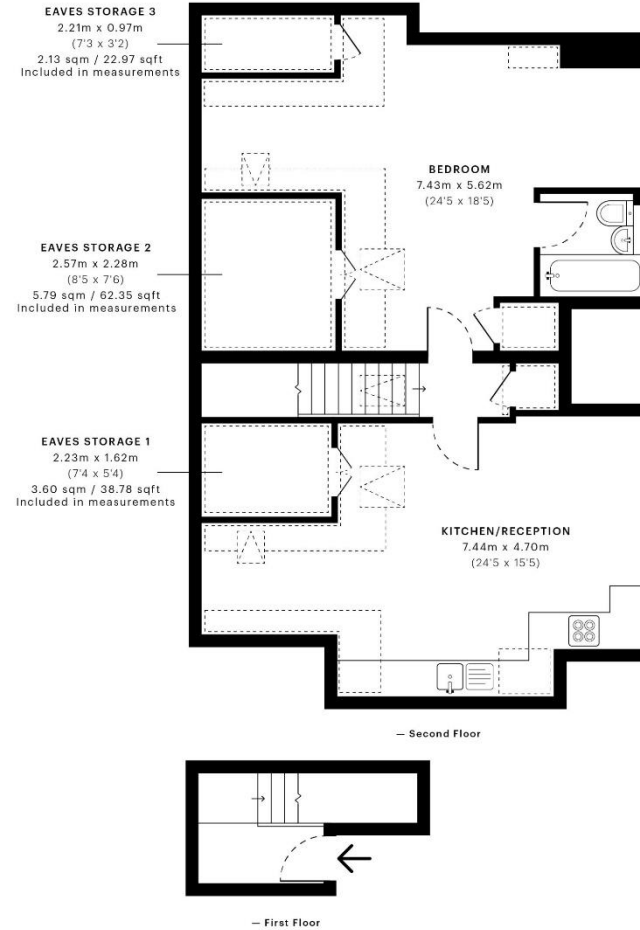 EAVES STORAGE 3
2.21m x 0.97m
(7'3 x 3'2)
2.13 sqm / 22.97 sqft
Included in measurements
BEDROOM
7.43m x 5.62m
(24'5 x 18'5)
EAVES STORAGE 2
2.57m x 2.28m
(8'5 x 7'6)
5.79 sqm / 62.35 sqft
Included in measurements
EAVES STORAGE 1
2.23m x 1.62m
(7'4 x 5'4)
3.60 sqm / 38.78 sqft
Included in measurements
KITCHEN/RECEPTION
7.44m x 4.70m
(24'5 x 15'5)
— Second Floor
— First Floor